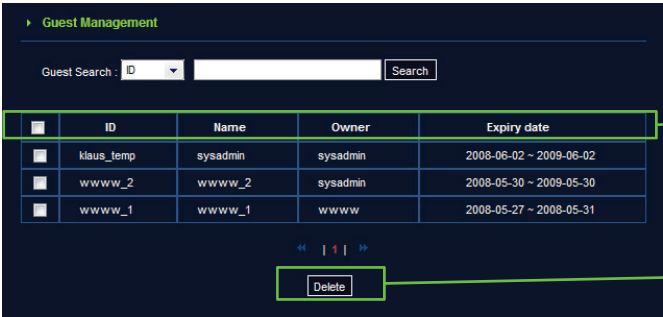 Guest Management
Guest Search : ID Search
ID Name Owner Expiry date
klaus_temp sysadmin sysadmin 2008-06-02 ~ 2009-06-02
wwww_2 wwww_2 sysadmin 2008-05-30 ~ 2009-05-30
wwww_1 wwww_1 wwww 2008-05-27 ~ 2008-05-31
| 1 |
Delete